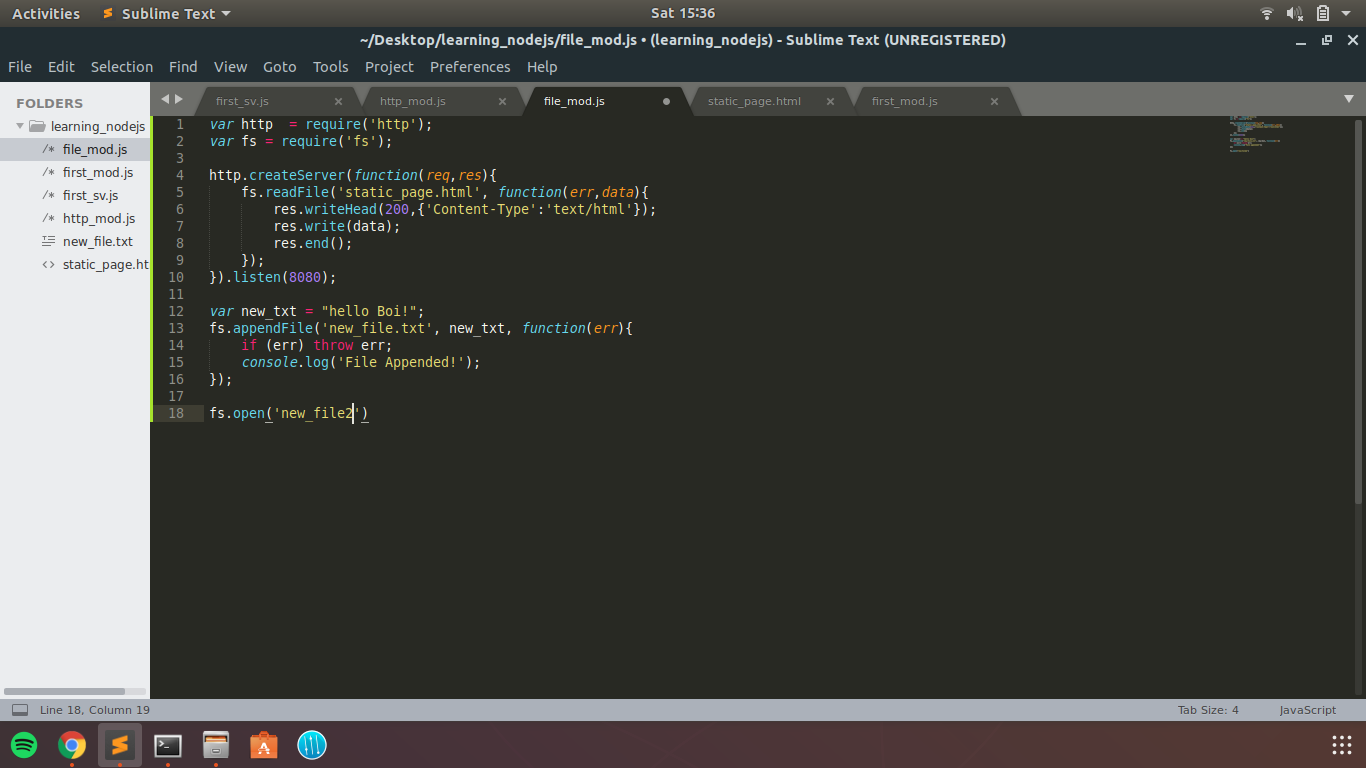 Activities Sublime Text Sat 15:36
~/Desktop/learning_nodejs/file_mod.js • (learning_nodejs) - Sublime Text (UNREGISTERED)
File Edit Selection Find View Goto Tools Project Preferences Help
FOLDERS
learning_nodejs
/* file_mod.js
/* first_mod.js
/* first_sv.js
/* http_mod.js
new_file.txt
<> static_page.ht
first_sv.js × http_mod.js × file_mod.js • static_page.html × first_mod.js ×
1 var http  = require('http');
2 var fs = require('fs');
3
4 http.createServer(function(req,res){
5     fs.readFile('static_page.html', function(err,data){
6         res.writeHead(200,{'Content-Type':'text/html'});
7         res.write(data);
8         res.end();
9     });
10 }).listen(8080);
11
12 var new_txt = "hello Boi!";
13 fs.appendFile('new_file.txt', new_txt, function(err){
14     if (err) throw err;
15     console.log('File Appended!');
16 });
17
18 fs.open('new_file2')
Line 18, Column 19 Tab Size: 4 JavaScript